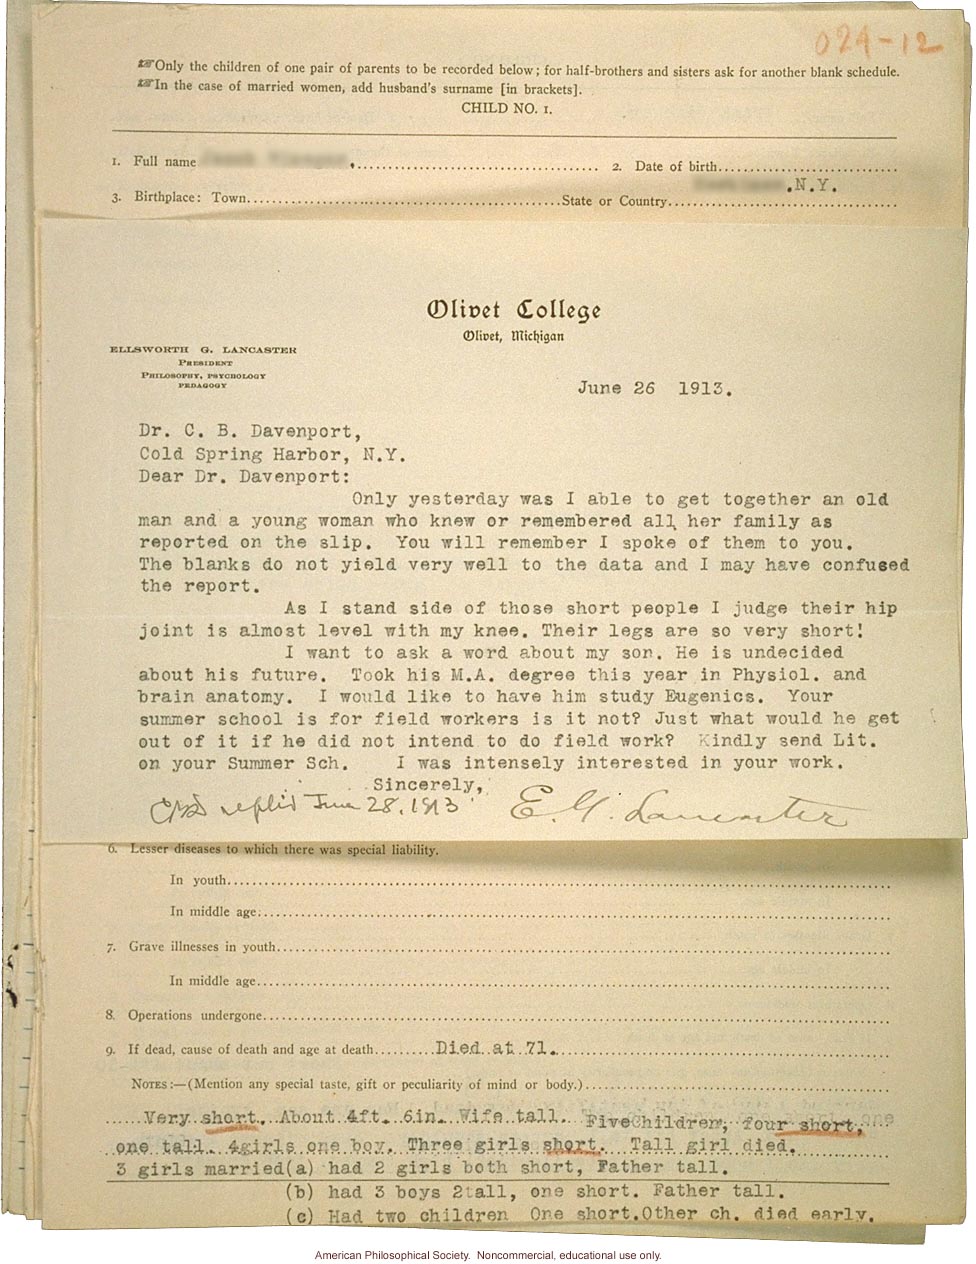 024-12
☞Only the children of one pair of parents to be recorded below; for half-brothers and sisters ask for another blank schedule.
☞In the case of married women, add husband's surname [in brackets].
CHILD NO. 1.
1. Full name .......... 2. Date of birth..........
.N.Y.
3. Birthplace: Town..........State or Country..........
Olivet College
Olivet, Michigan
ELLSWORTH G. LANCASTER
PRESIDENT
PHILOSOPHY, PSYCHOLOGY
PEDAGOGY
June 26 1913.
Dr. C. B. Davenport,
Cold Spring Harbor, N.Y.
Dear Dr. Davenport:
Only yesterday was I able to get together an old
man and a young woman who knew or remembered all her family as
reported on the slip. You will remember I spoke of them to you.
The blanks do not yield very well to the data and I may have confused
the report.
As I stand side of those short people I judge their hip
joint is almost level with my knee. Their legs are so very short!
I want to ask a word about my son. He is undecided
about his future. Took his M.A. degree this year in Physiol. and
brain anatomy. I would like to have him study Eugenics. Your
summer school is for field workers is it not? Just what would he get
out of it if he did not intend to do field work? Kindly send Lit.
on your Summer Sch. I was intensely interested in your work.
Sincerely,
CBD replied June 28, 1913 E. G. Lancaster
6. Lesser diseases to which there was special liability.
In youth..........
In middle age..........
7. Grave illnesses in youth..........
In middle age..........
8. Operations undergone..........
9. If dead, cause of death and age at death..........Died at 71.
NOTES:—(Mention any special taste, gift or peculiarity of mind or body.)..........
Very short. About 4ft. 6in. Wife tall. Five children, four short,
one tall. 4girls one boy. Three girls short. Tall girl died.
3 girls married(a) had 2 girls both short, Father tall.
(b) had 3 boys 2tall, one short. Father tall.
(c) Had two children One short.Other ch. died early.
American Philosophical Society. Noncommercial, educational use only.